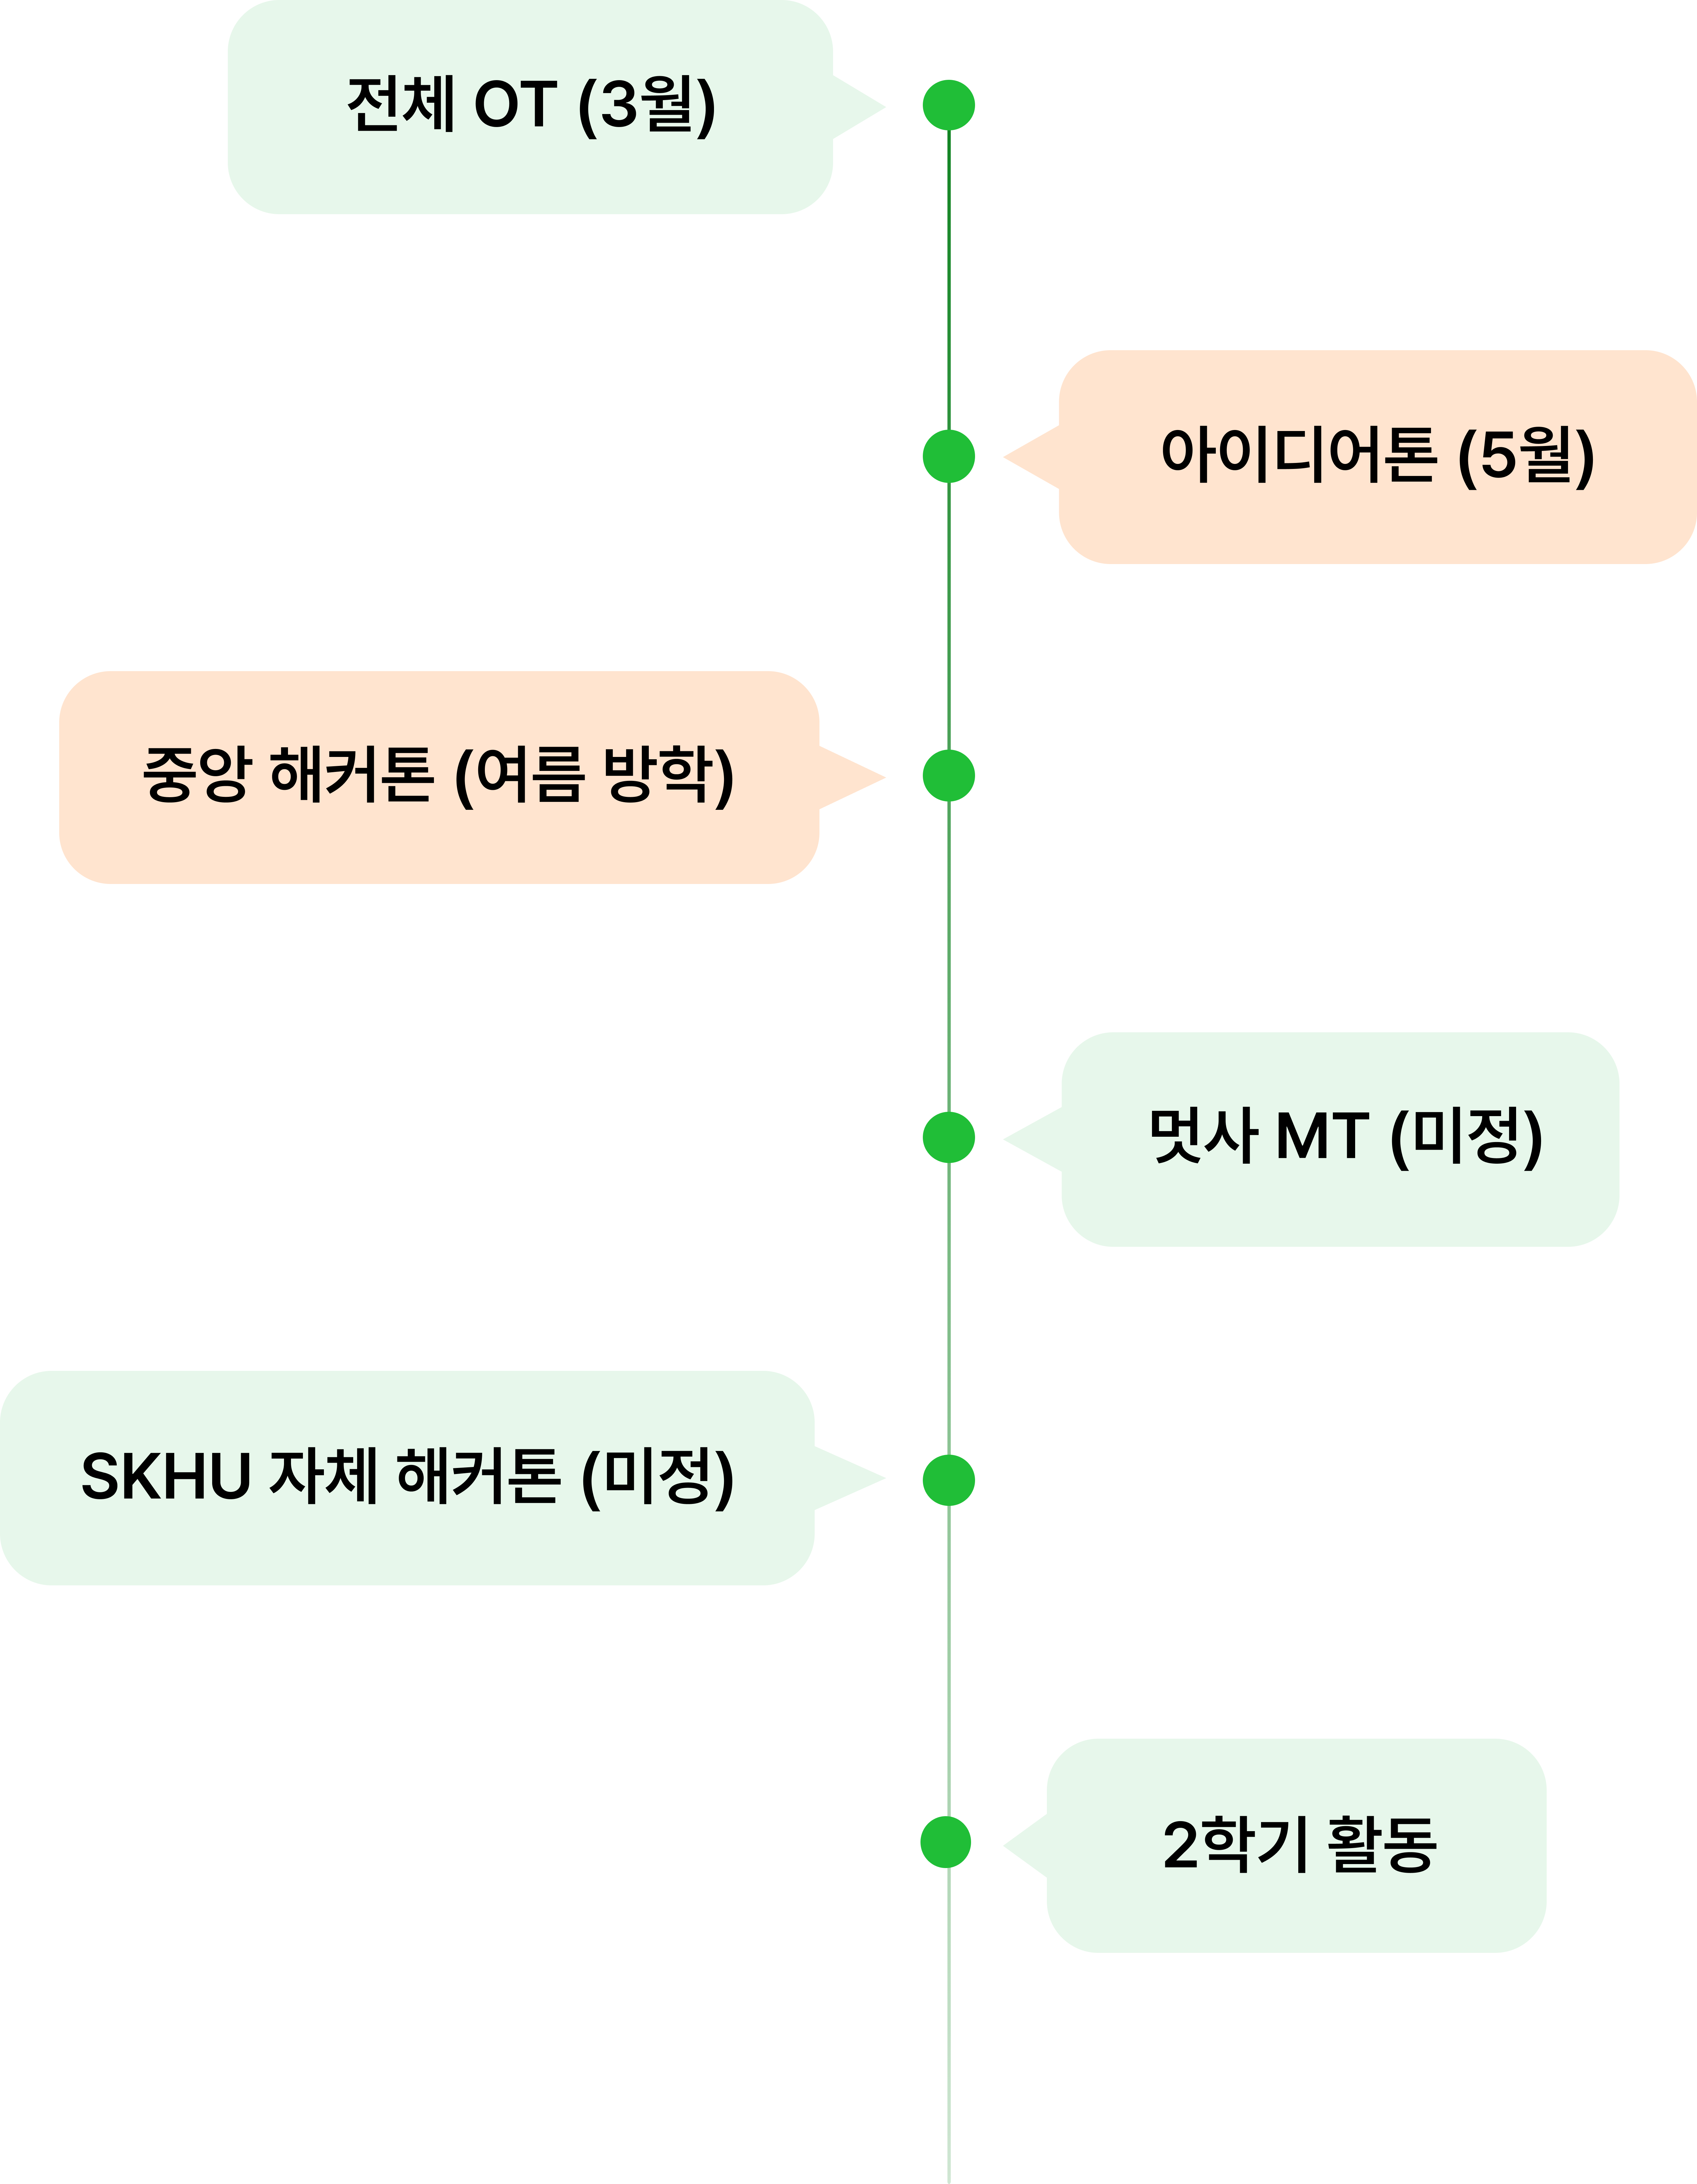 전체 OT (3월)
아이디어톤 (5월)
중앙 해커톤 (여름 방학)
멋사 MT (미정)
SKHU 자체 해커톤 (미정)
2학기 활동